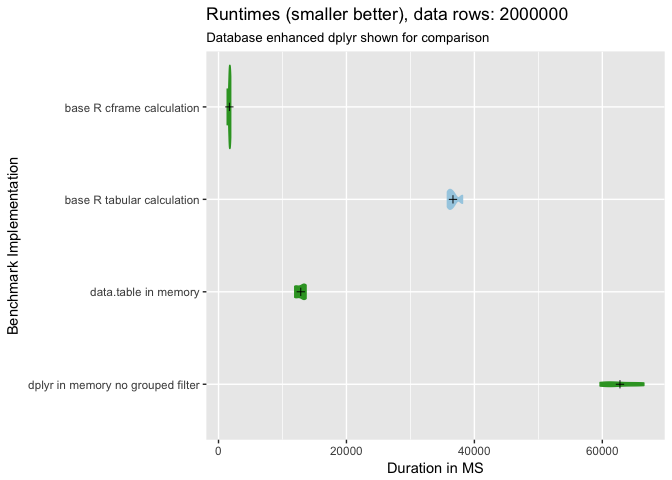 Runtimes (smaller better), data rows: 2000000
Database enhanced dplyr shown for comparison
Benchmark Implementation
base R cframe calculation
base R tabular calculation
data.table in memory
dplyr in memory no grouped filter
0 20000 40000 60000
Duration in MS